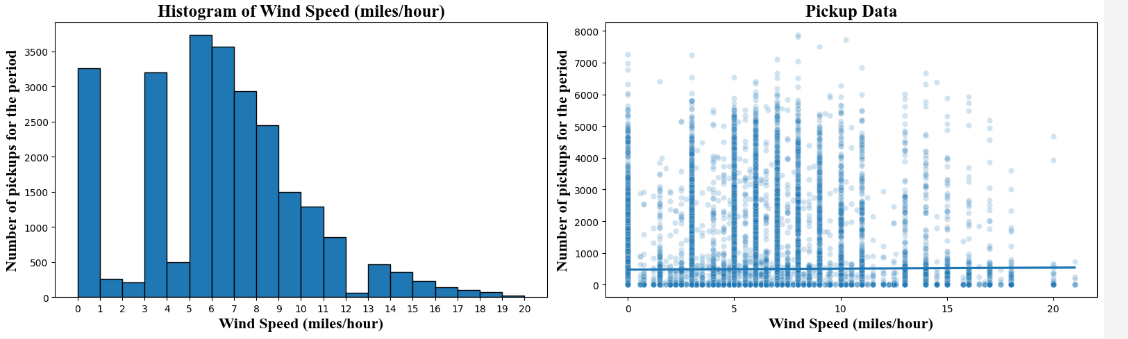 Histogram of Wind Speed (miles/hour)
Number of pickups for the period
3500
3000
2500
2000
1500
1000
500
0
0 1 2 3 4 5 6 7 8 9 10 11 12 13 14 15 16 17 18 19 20
Wind Speed (miles/hour)
Pickup Data
Number of pickups for the period
8000
7000
6000
5000
4000
3000
2000
1000
0
0 5 10 15 20
Wind Speed (miles/hour)